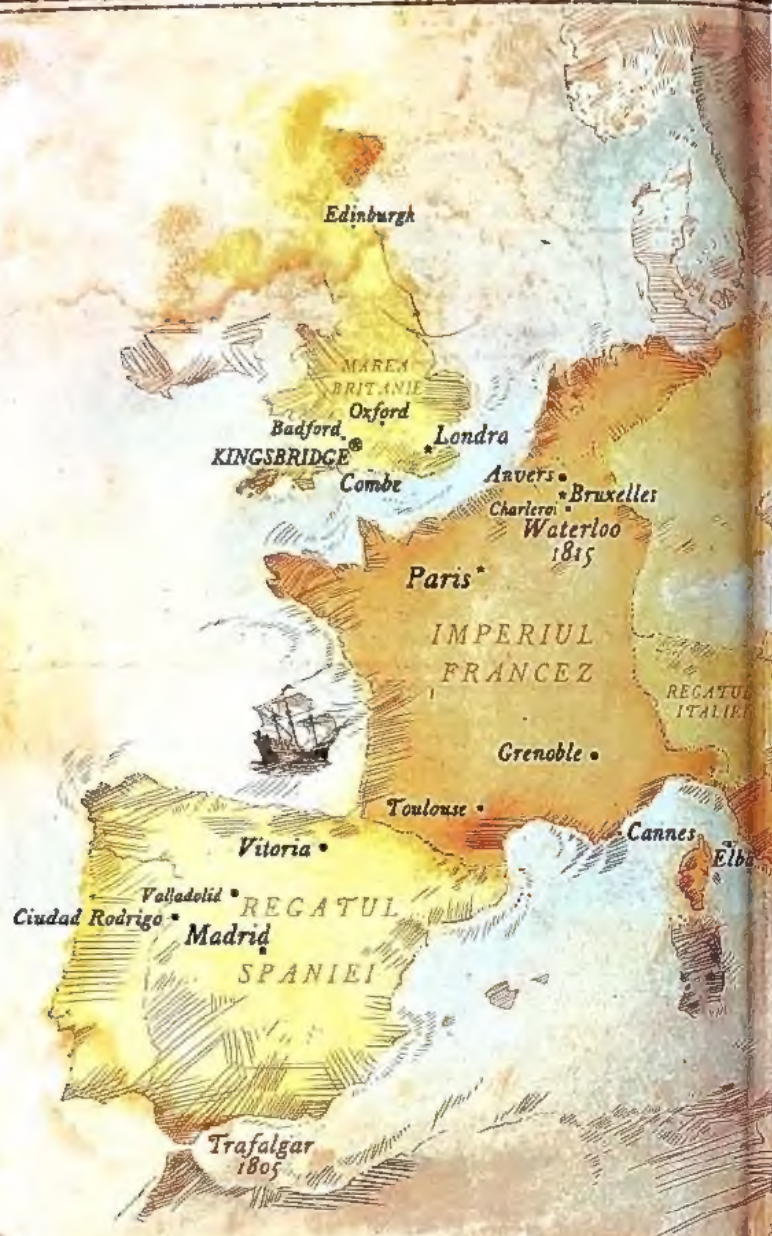 Edinburgh
MAREA
BRITANIE
Oxford
Badford
KINGSBRIDGE
Londra
Combe
Anvers
Bruxelles
Charleroi
Waterloo
1815
Paris
IMPERIUL
FRANCEZ
REGATUL
ITALIEI
Grenoble
Toulouse
Cannes
Elba
Vitoria
Valladolid
REGATUL
Ciudad Rodrigo
Madrid
SPANIEI
Trafalgar
1805